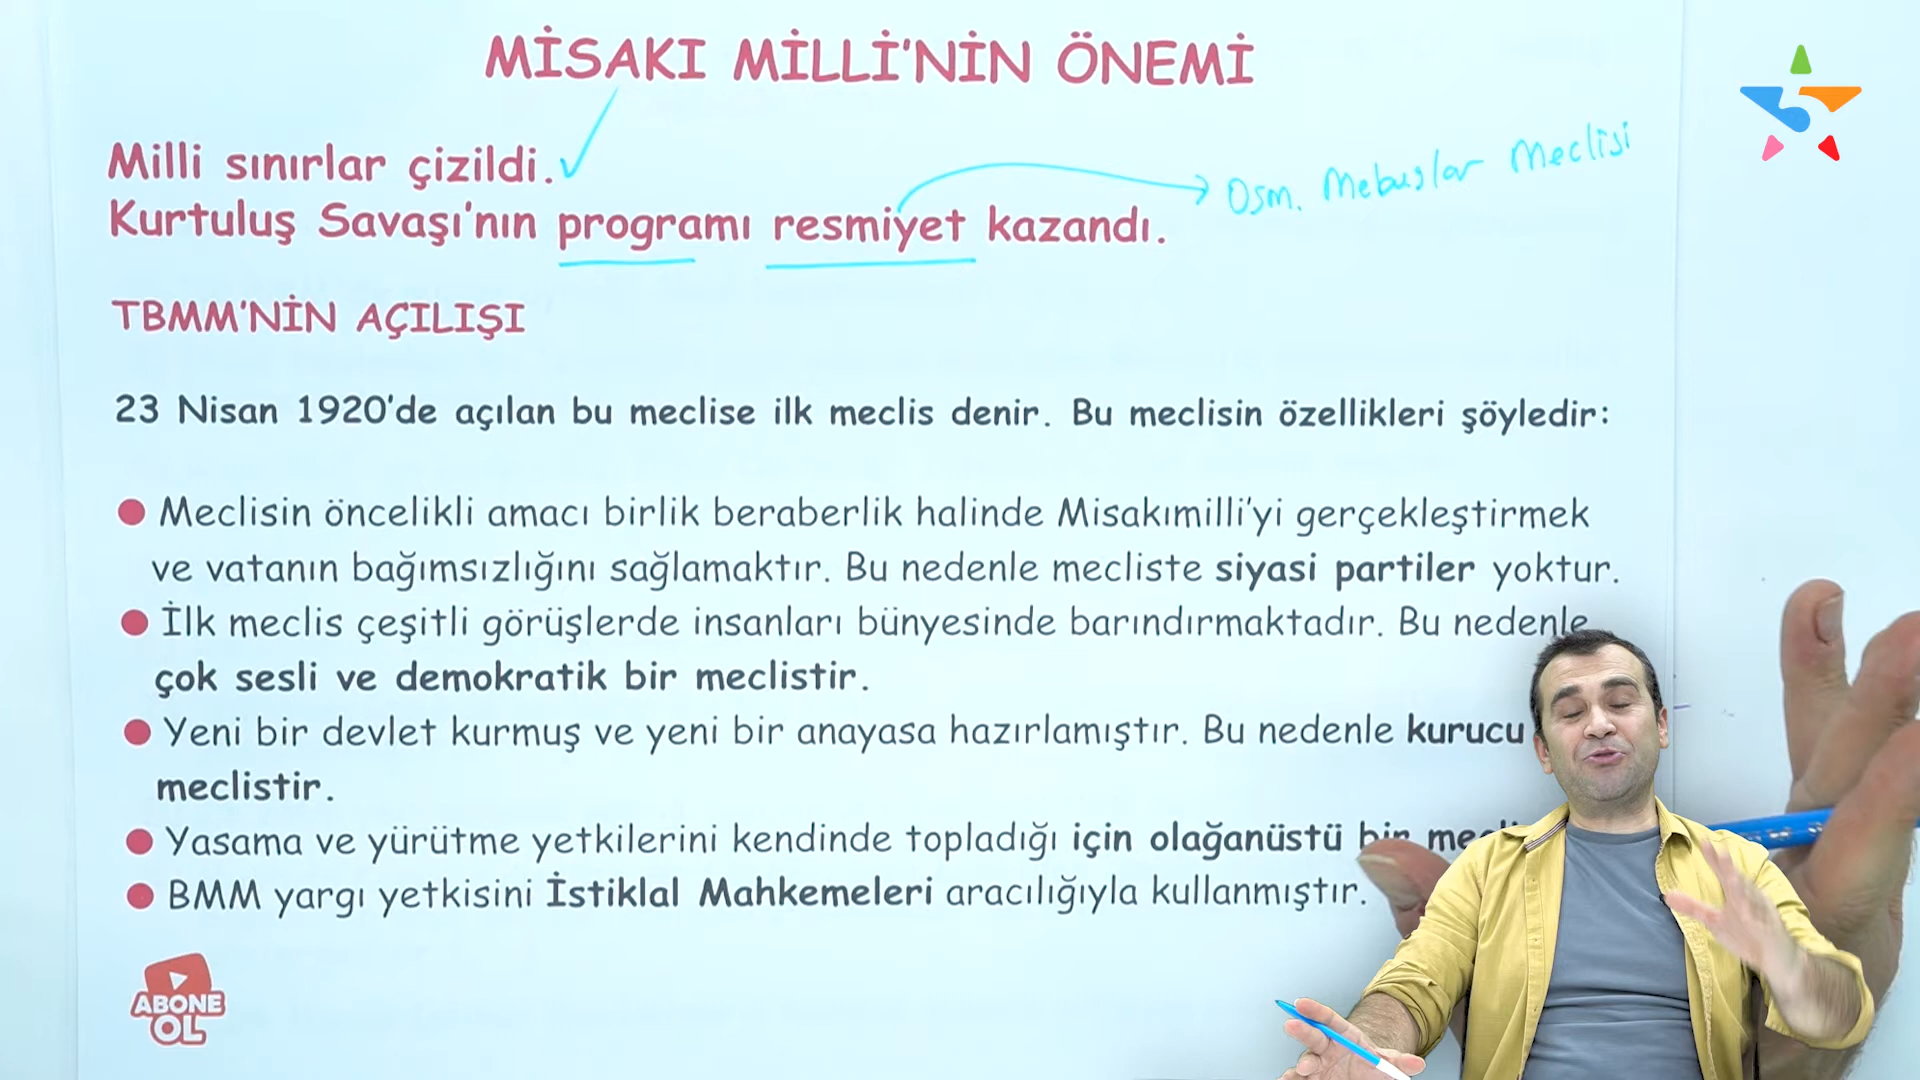 MİSAKI MİLLİ'NİN ÖNEMİ
Milli sınırlar çizildi.
Osm. Mebuslar Meclisi
Kurtuluş Savaşı'nın programı resmiyet kazandı.
TBMM'NİN AÇILIŞI
23 Nisan 1920'de açılan bu meclise ilk meclis denir. Bu meclisin özellikleri şöyledir:
Meclisin öncelikli amacı birlik beraberlik halinde Misakımilli'yi gerçekleştirmek
ve vatanın bağımsızlığını sağlamaktır. Bu nedenle mecliste siyasi partiler yoktur.
İlk meclis çeşitli görüşlerde insanları bünyesinde barındırmaktadır. Bu nedenle
çok sesli ve demokratik bir meclistir.
Yeni bir devlet kurmuş ve yeni bir anayasa hazırlamıştır. Bu nedenle kurucu
meclistir.
Yasama ve yürütme yetkilerini kendinde topladığı için olağanüstü bir
BMM yargı yetkisini İstiklal Mahkemeleri aracılığıyla kullanmıştır.
ABONE
OL
5